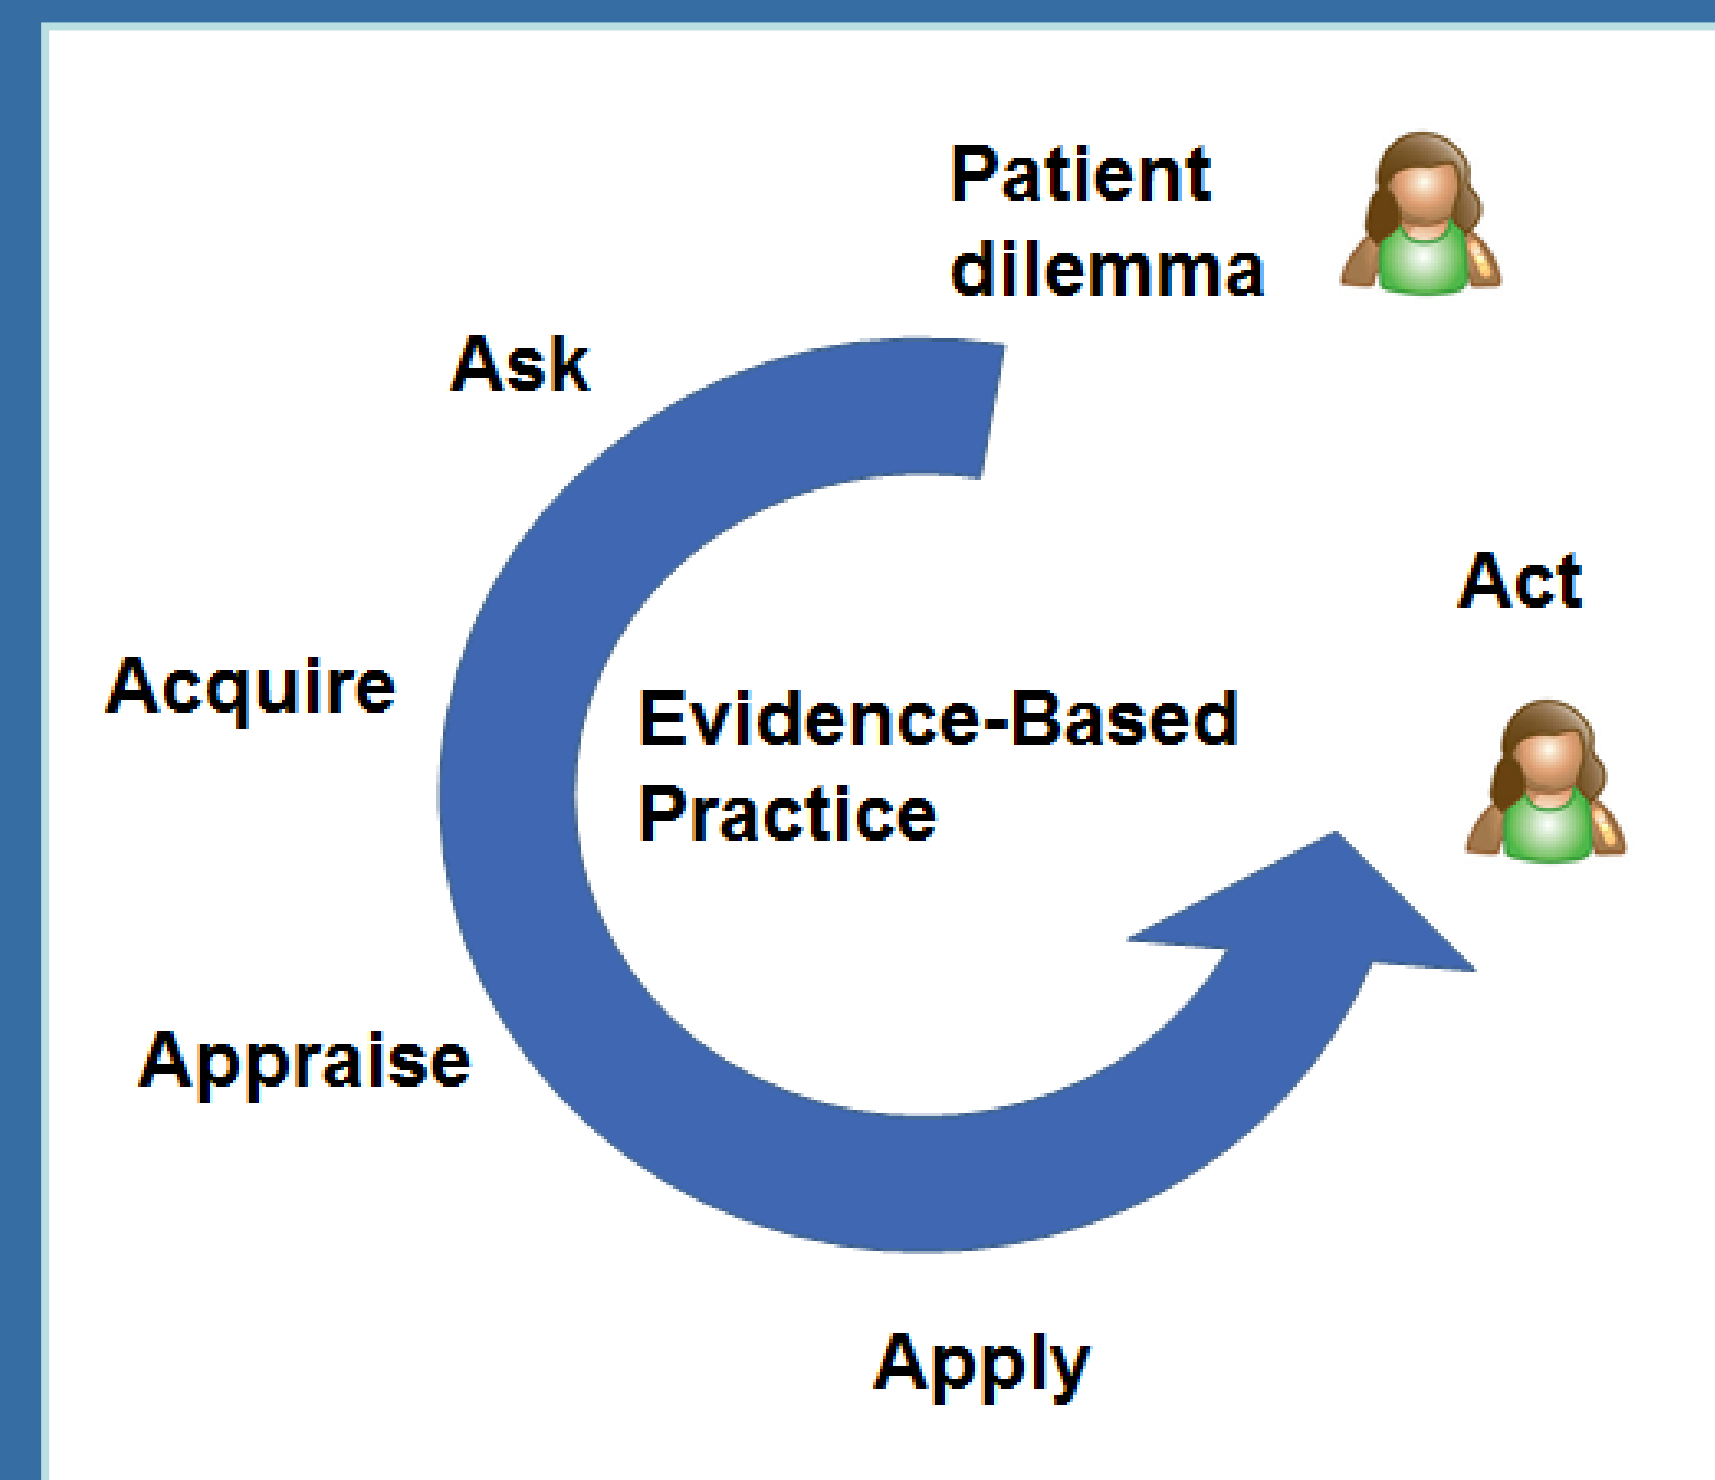 Patient
dilemma
Ask
Acquire
Appraise
Apply
Act
Evidence-Based
Practice